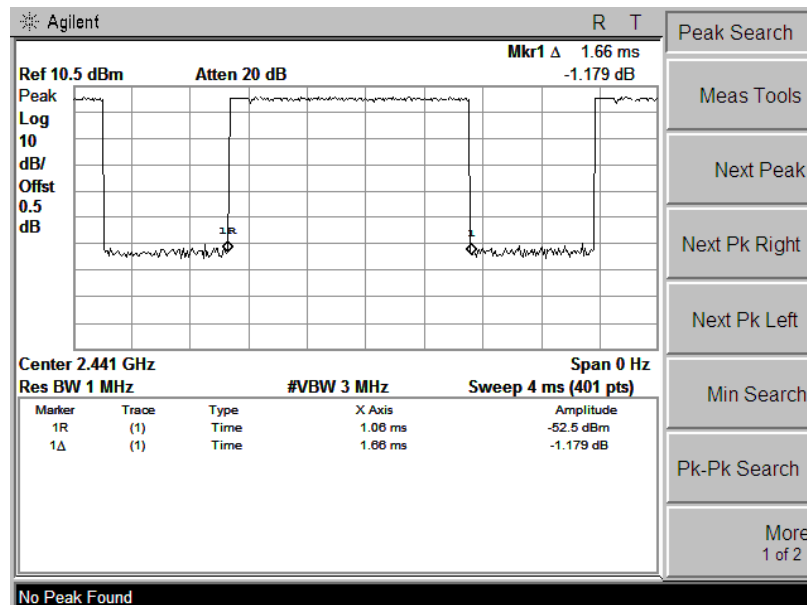 Agilent R T
Mkr1 Δ 1.66 ms
Ref 10.5 dBm Atten 20 dB -1.179 dB
Peak
Log
10
dB/
Offst
0.5
dB
1R
1
Center 2.441 GHz Span 0 Hz
Res BW 1 MHz #VBW 3 MHz Sweep 4 ms (401 pts)
Marker Trace Type X Axis Amplitude
1R (1) Time 1.06 ms -52.5 dBm
1Δ (1) Time 1.66 ms -1.179 dB
No Peak Found
Peak Search
Meas Tools
Next Peak
Next Pk Right
Next Pk Left
Min Search
Pk-Pk Search
More
1 of 2